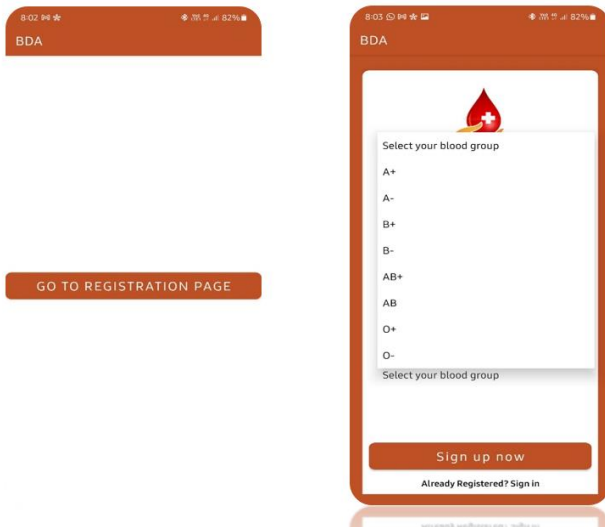 8:02
82%
BDA
GO TO REGISTRATION PAGE
8:03
82%
BDA
Select your blood group
A+
A-
B+
B-
AB+
AB
O+
O-
Select your blood group
Sign up now
Already Registered? Sign in